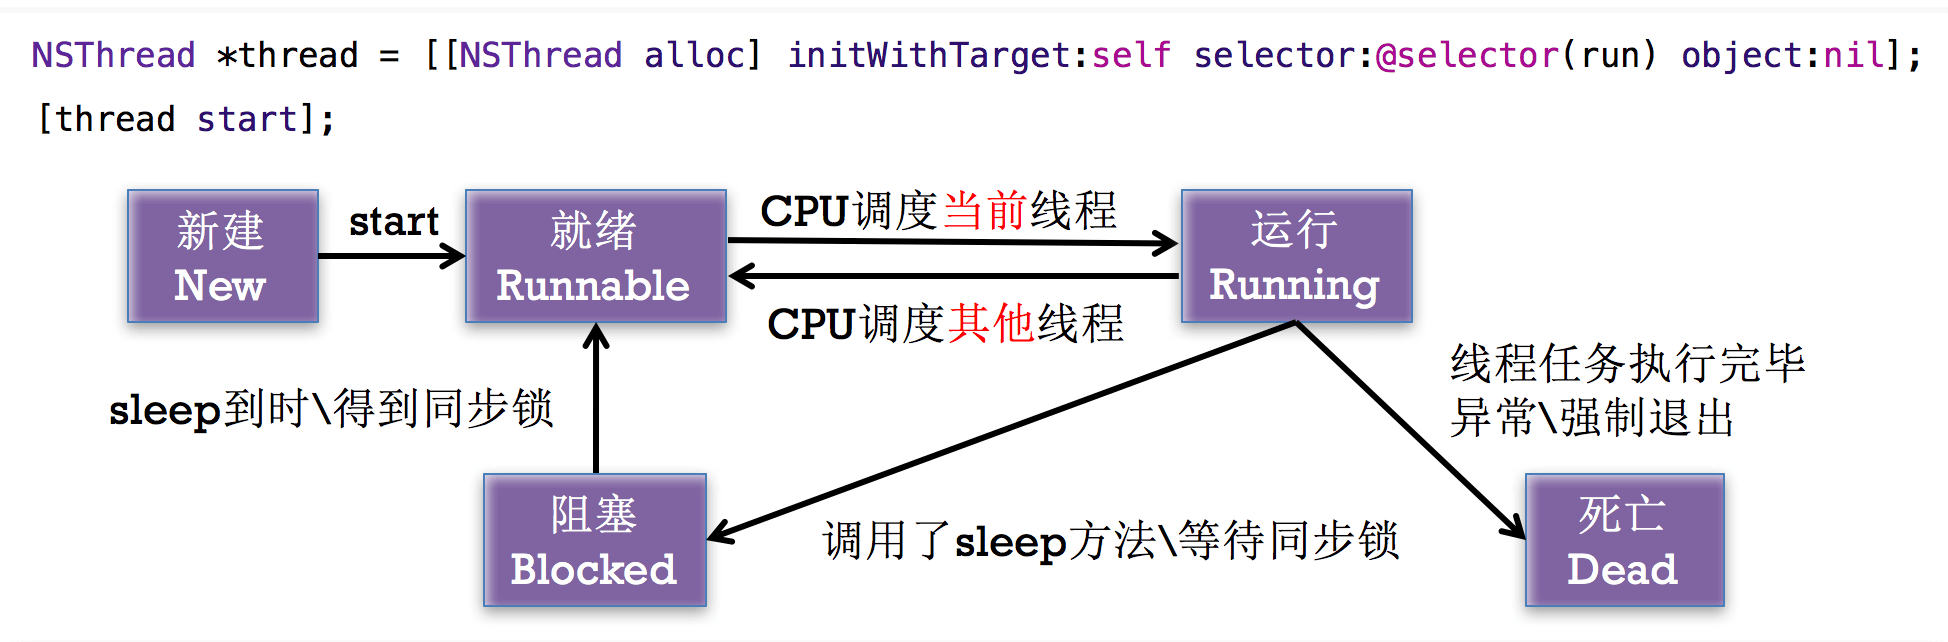 NSThread *thread = [[NSThread alloc] initWithTarget:self selector:@selector(run) object:nil];
[thread start];
新建
New
start
就绪
Runnable
CPU调度当前线程
CPU调度其他线程
运行
Running
sleep到时\得到同步锁
线程任务执行完毕
异常\强制退出
阻塞
Blocked
调用了sleep方法\等待同步锁
死亡
Dead